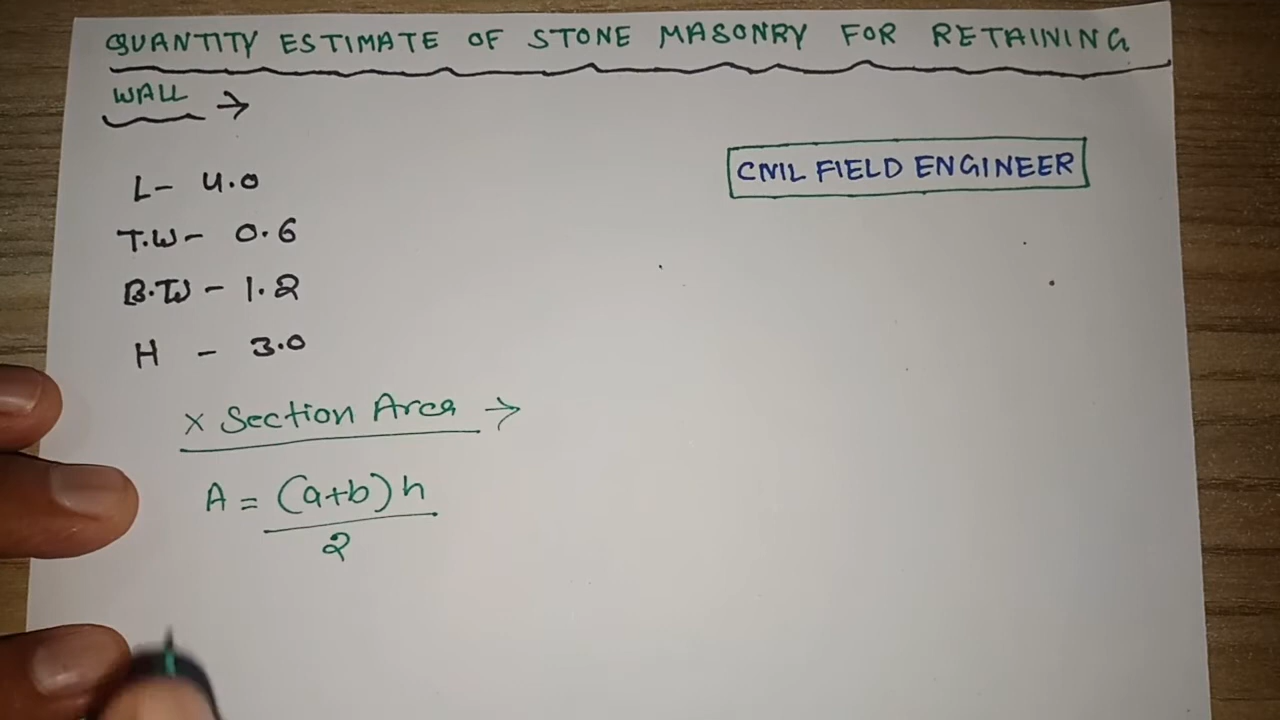 QUANTITY ESTIMATE OF STONE MASONRY FOR RETAINING
WALL →
CIVIL FIELD ENGINEER
L - 4.0
T.W - 0.6
B.W - 1.2
H - 3.0
X Section Area →
A = (a+b)h
2